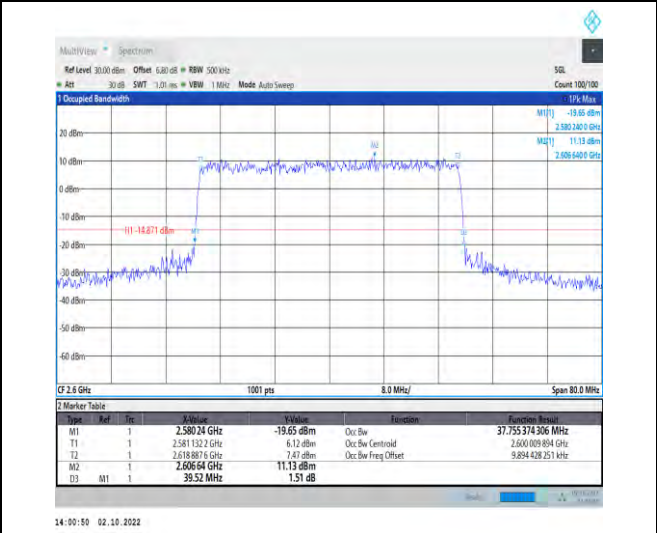 MultiView Spectrum
Ref Level 30.00 dBm Offset 6.80 dB RBW 500 kHz SGL
Att 30 dB SWT 1.01 ms VBW 1 MHz Mode Auto Sweep Count 100/100
1 Occupied Bandwidth 1Pk Max
M1[1] -19.65 dBm
2.580 240 0 GHz
M2[1] 11.13 dBm
2.606 640 0 GHz
20 dBm
M2
T1 T2
10 dBm
0 dBm
-10 dBm
H1 -14.871 dBm M1
-20 dBm
-30 dBm
-40 dBm
-50 dBm
-60 dBm
CF 2.6 GHz 1001 pts 8.0 MHz/ Span 80.0 MHz
2 Marker Table
Type Ref Trc X-Value Y-Value Function Function Result
M1 1 2.580 24 GHz -19.65 dBm Occ Bw 37.755 374 306 MHz
T1 1 2.581 132 2 GHz 6.12 dBm Occ Bw Centroid 2.600 009 894 GHz
T2 1 2.618 887 6 GHz 7.47 dBm Occ Bw Freq Offset 9.894 428 251 kHz
M2 1 2.606 64 GHz 11.13 dBm
D3 M1 1 39.52 MHz 1.51 dB
14:00:50 02.10.2022